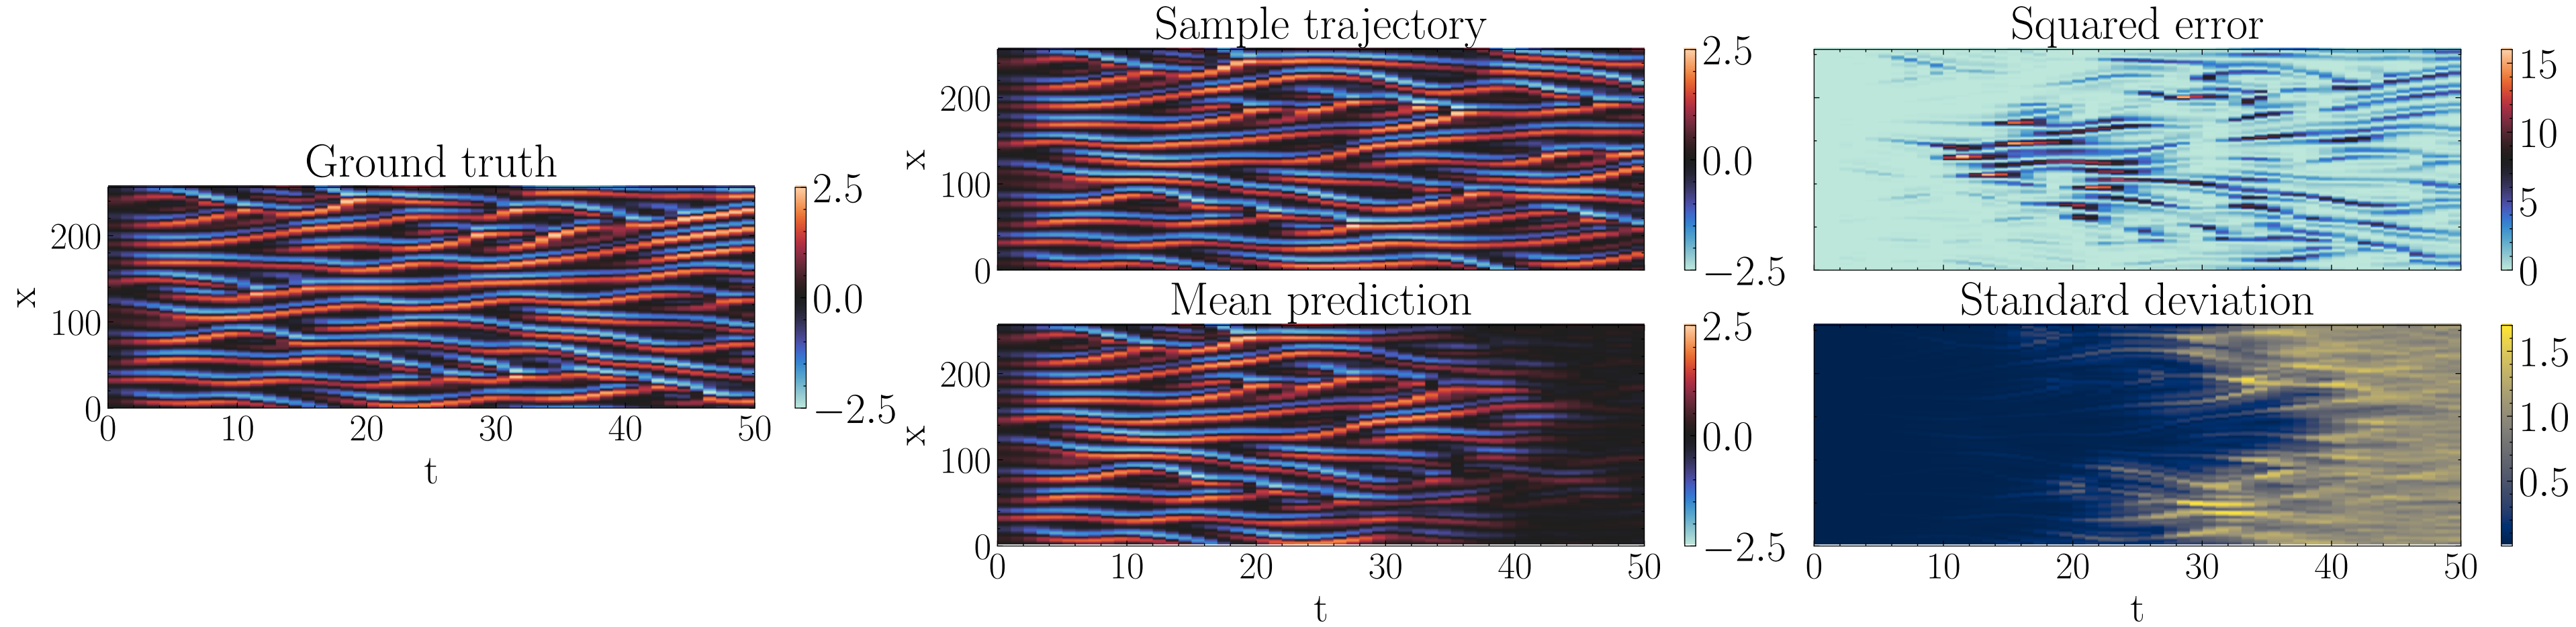 Ground truth
x
200
100
0
0 10 20 30 40 50
t
2.5
0.0
−2.5
Sample trajectory
x
200
100
0
2.5
0.0
−2.5
Squared error
15
10
5
0
Mean prediction
x
200
100
0
0 10 20 30 40 50
t
2.5
0.0
−2.5
Standard deviation
0 10 20 30 40 50
t
1.5
1.0
0.5